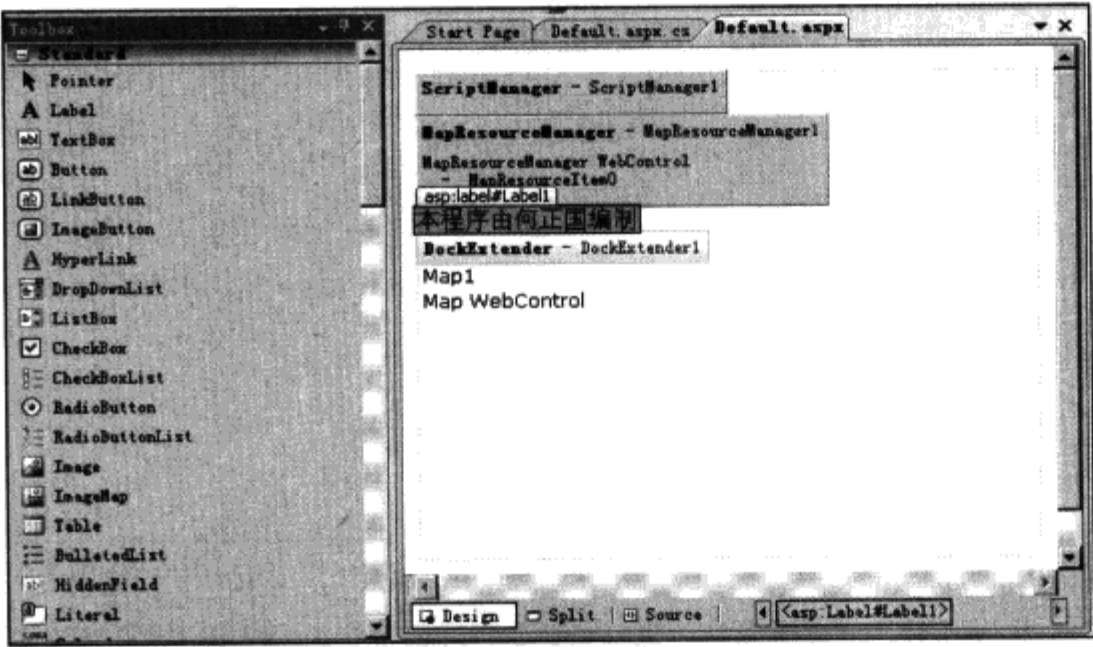 Toolbox
Standard
Pointer
Label
TextBox
Button
LinkButton
ImageButton
HyperLink
DropDownList
ListBox
CheckBox
CheckBoxList
RadioButton
RadioButtonList
Image
ImageMap
Table
BulletedList
HiddenField
Literal
Start Page
Default.aspx.cs
Default.aspx
ScriptManager - ScriptManager1
MapResourceManager - MapResourceManager1
MapResourceManager WebControl
- MapResourceItem0
asp:label#Label1
本程序由何正国编制
DockExtender - DockExtender1
Map1
Map WebControl
Design
Split
Source
<asp:Label#Label1>